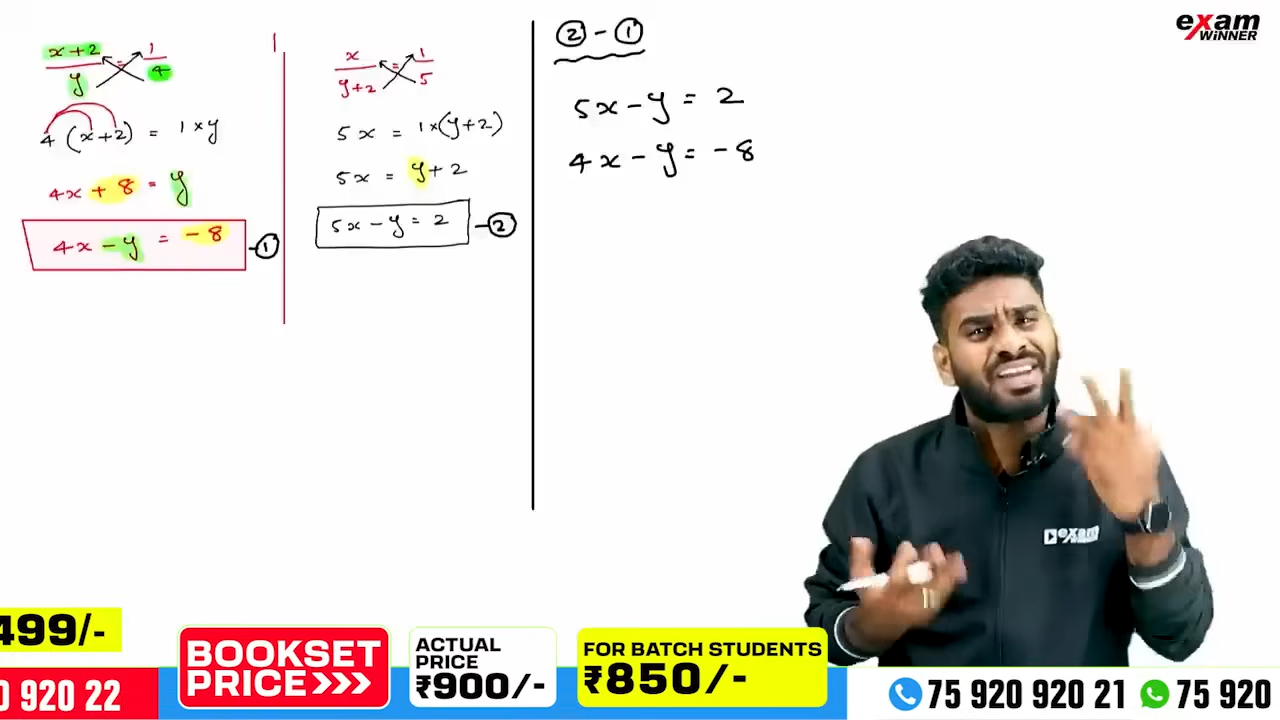 x+2/y = 1/4
4 (x+2) = 1×y
4x + 8 = y
4x - y = -8 -①
x/y+2 = 1/5
5x = 1×(y+2)
5x = y+2
5x - y = 2 -②
② - ①
5x - y = 2
4x - y = -8
exam
WiNNER
exam
499/-
0 920 22
BOOKSET
PRICE >>>
ACTUAL
PRICE
₹900/-
FOR BATCH STUDENTS
₹850/-
75 920 920 21
75 920